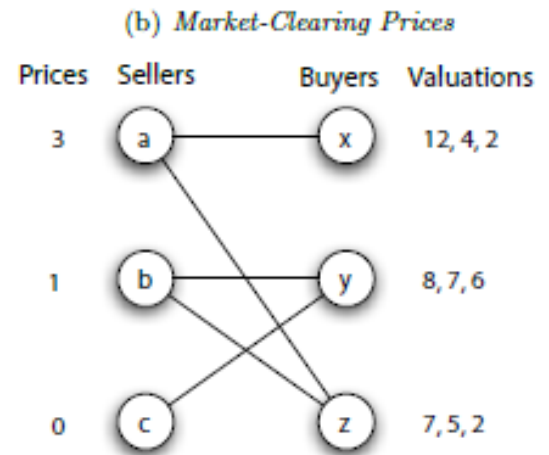 (b) Market-Clearing Prices
Prices Sellers Buyers Valuations
3 a x 12, 4, 2
1 b y 8, 7, 6
0 c z 7, 5, 2